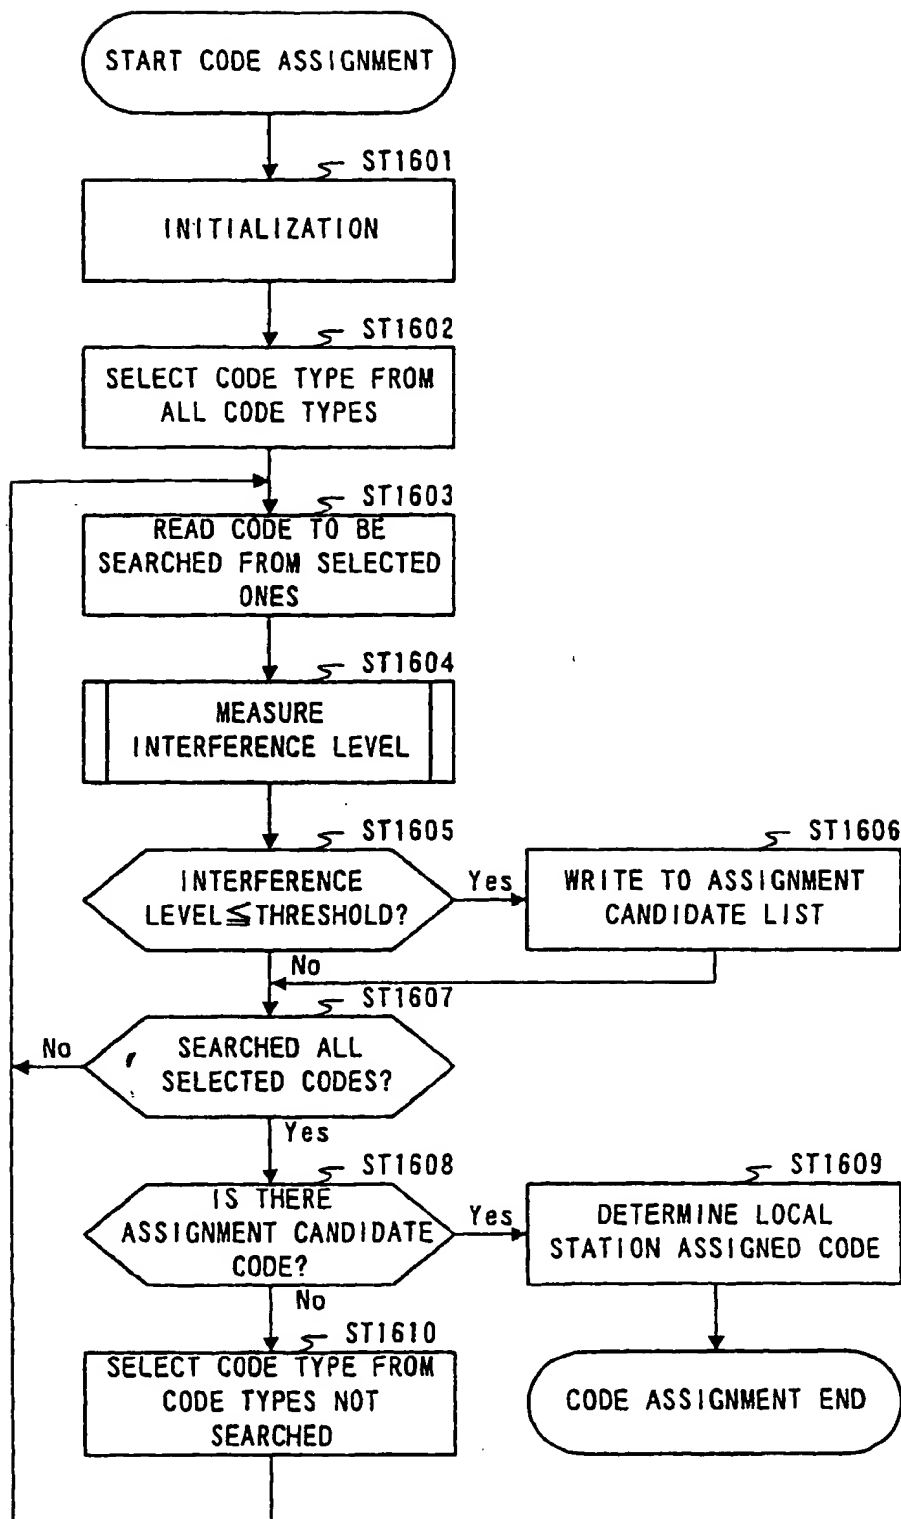 START CODE ASSIGNMENT
ST1601
INITIALIZATION
ST1602
SELECT CODE TYPE FROM
ALL CODE TYPES
ST1603
READ CODE TO BE
SEARCHED FROM SELECTED
ONES
ST1604
MEASURE
INTERFERENCE LEVEL
ST1605
INTERFERENCE
LEVEL≦THRESHOLD?
Yes
ST1606
WRITE TO ASSIGNMENT
CANDIDATE LIST
No
ST1607
SEARCHED ALL
SELECTED CODES?
No
Yes
ST1608
IS THERE
ASSIGNMENT CANDIDATE
CODE?
Yes
ST1609
DETERMINE LOCAL
STATION ASSIGNED CODE
No
ST1610
SELECT CODE TYPE FROM
CODE TYPES NOT
SEARCHED
CODE ASSIGNMENT END